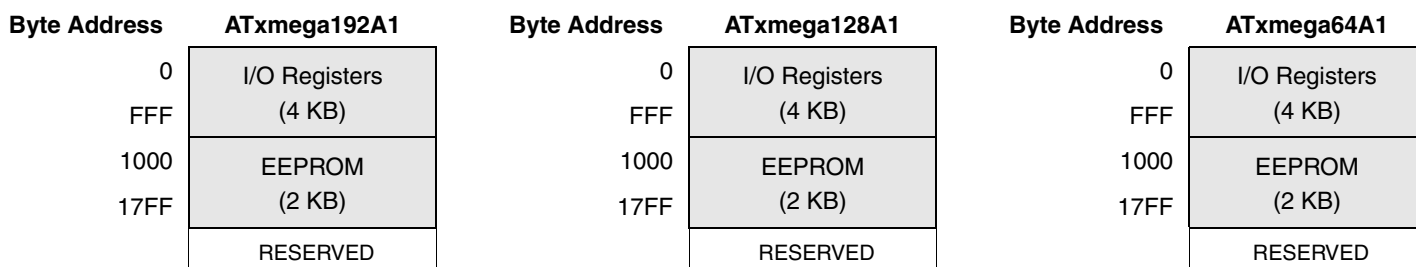 Byte Address ATxmega192A1 Byte Address ATxmega128A1 Byte Address ATxmega64A1
0 I/O Registers 0 I/O Registers 0 I/O Registers
FFF (4 KB) FFF (4 KB) FFF (4 KB)
1000 EEPROM 1000 EEPROM 1000 EEPROM
17FF (2 KB) 17FF (2 KB) 17FF (2 KB)
RESERVED RESERVED RESERVED